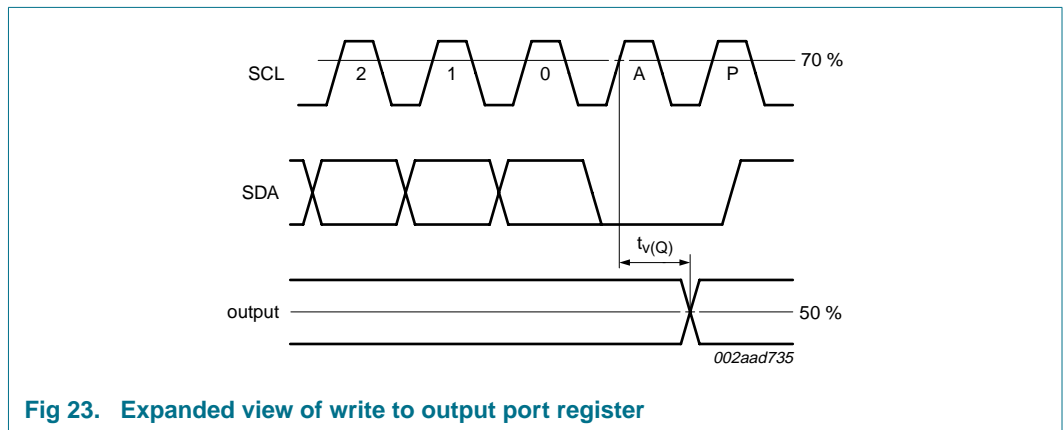 SCL 2 1 0 A P 70 %
SDA
tv(Q)
output 50 %
002aad735
Fig 23. Expanded view of write to output port register